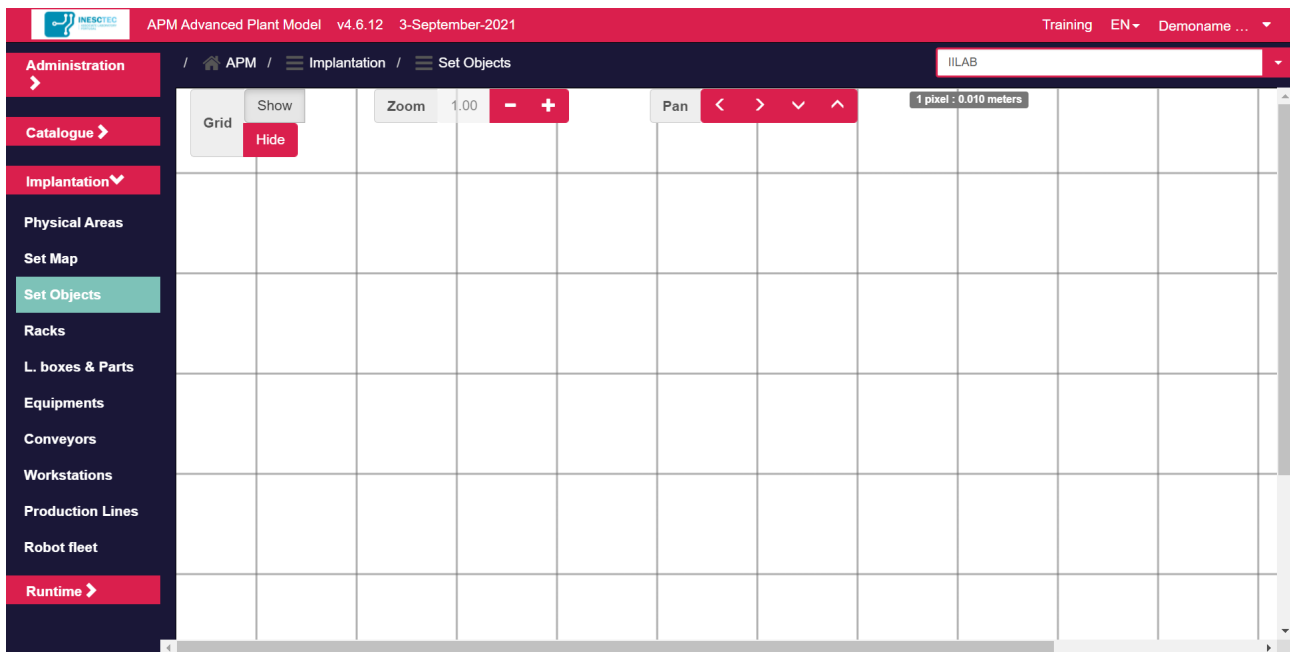 INESCTEC
APM Advanced Plant Model v4.6.12 3-September-2021
Training EN Demoname ...
/ APM / Implantation / Set Objects
IILAB
Administration
Catalogue
Implantation
Physical Areas
Set Map
Set Objects
Racks
L. boxes & Parts
Equipments
Conveyors
Workstations
Production Lines
Robot fleet
Runtime
Grid
Show
Hide
Zoom 1.00
Pan
1 pixel : 0.010 meters